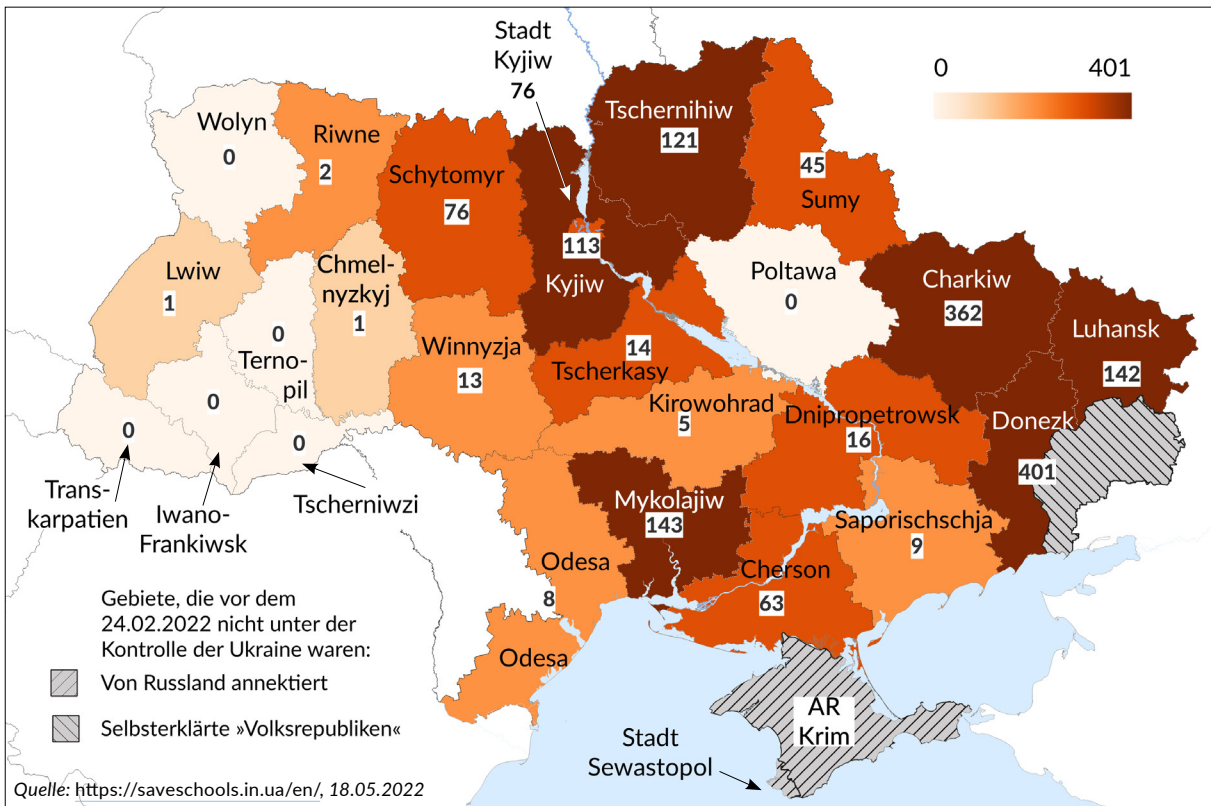 Stadt
Kyjiw
76
0
401
Tschernihiw
121
Wolyn
0
Riwne
2
Schytomyr
76
45
Sumy
113
Kyjiw
Lwiw
1
Chmel-
nyzkyj
1
Poltawa
0
Charkiw
362
Luhansk
142
0
Terno-
pil
Winnyzja
13
14
Tscherkasy
Kirowohrad
5
Dnipropetrowsk
16
Donezk
401
0
0
0
Trans-
karpatien
Iwano-
Frankiwsk
Tscherniwzi
Mykolajiw
143
Saporischschja
9
Odesa
8
Cherson
63
Odesa
Gebiete, die vor dem
24.02.2022 nicht unter der
Kontrolle der Ukraine waren:
Von Russland annektiert
Selbsterklärte »Volksrepubliken«
AR
Krim
Stadt
Sewastopol
Quelle: https://saveschools.in.ua/en/, 18.05.2022